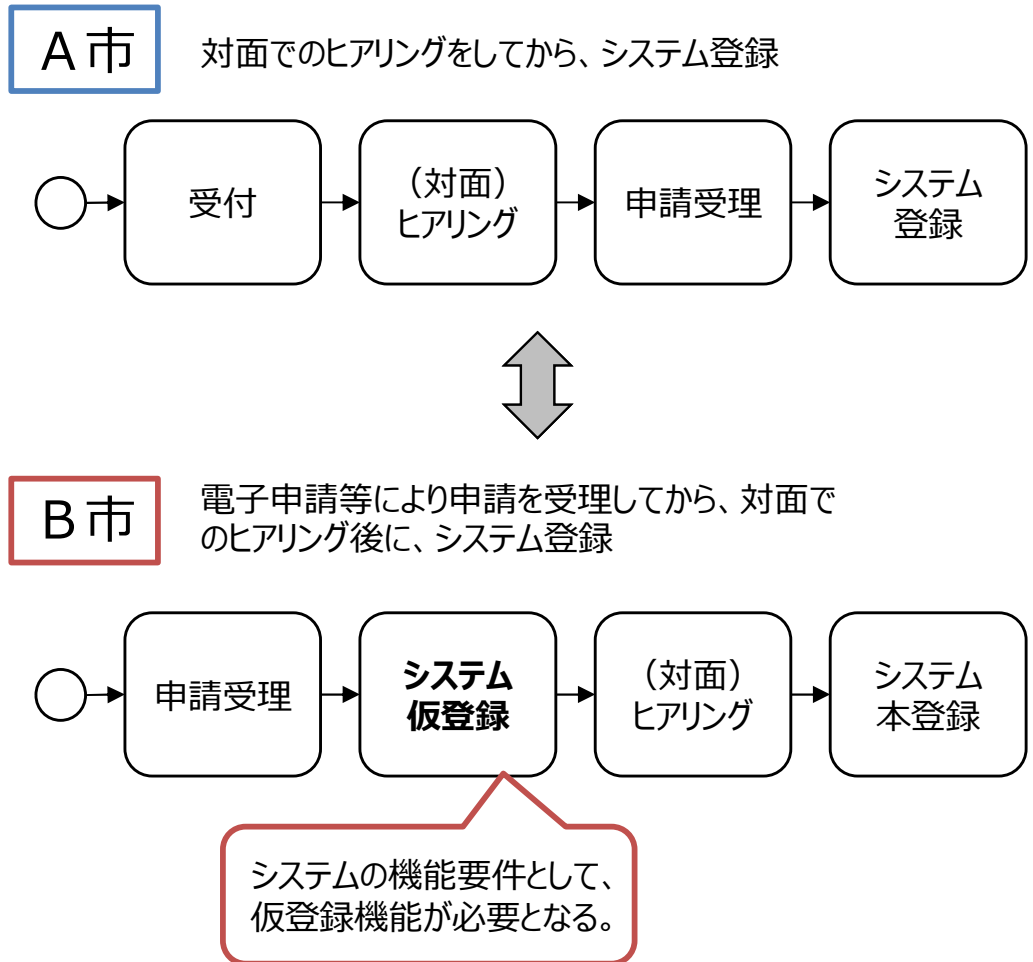 A市
対面でのヒアリングをしてから、システム登録
受付
（対面）
ヒアリング
申請受理
システム
登録
B市
電子申請等により申請を受理してから、対面で
のヒアリング後に、システム登録
申請受理
システム
仮登録
（対面）
ヒアリング
システム
本登録
システムの機能要件として、
仮登録機能が必要となる。